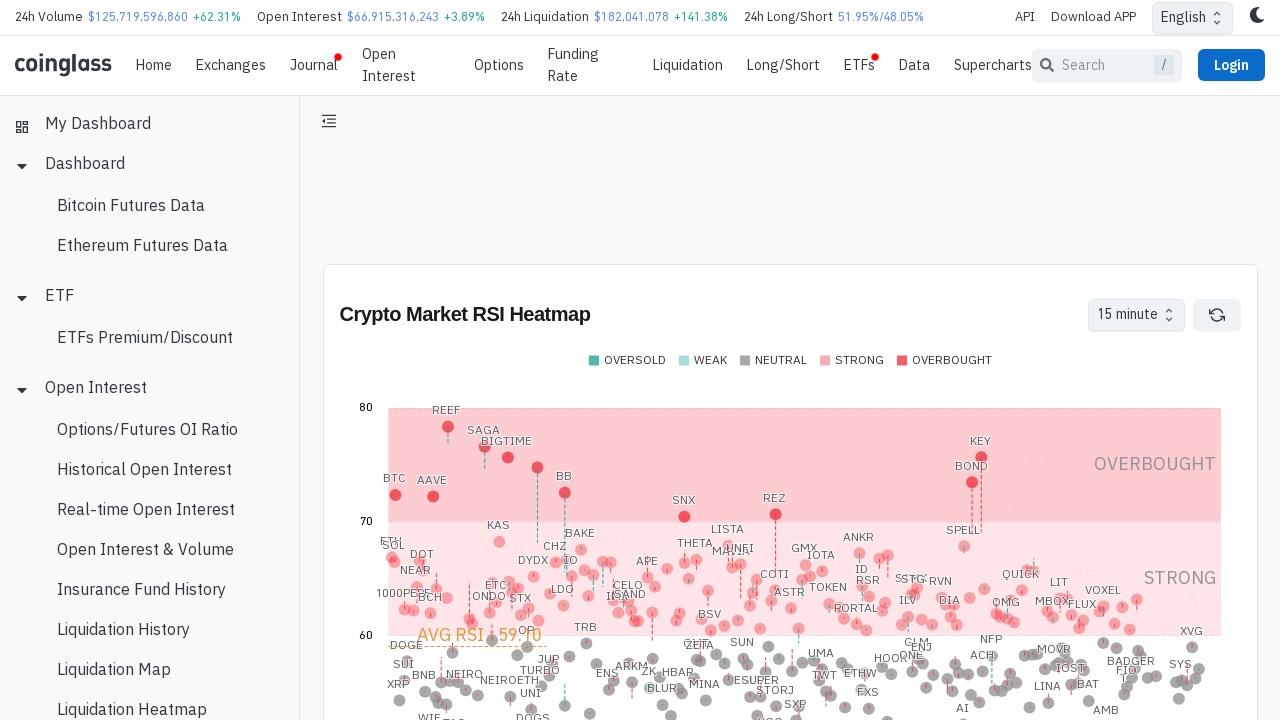 24h Volume $125,719,596,860 +62.31% Open Interest $66,915,316,243 +3.89% 24h Liquidation $182,041,078 +141.38% 24h Long/Short 51.95%/48.05% API Download APP English
coinglass Home Exchanges Journal Open Interest Options Funding Rate Liquidation Long/Short ETFs Data Supercharts Search / Login
My Dashboard
Dashboard
Bitcoin Futures Data
Ethereum Futures Data
ETF
ETFs Premium/Discount
Open Interest
Options/Futures OI Ratio
Historical Open Interest
Real-time Open Interest
Open Interest & Volume
Insurance Fund History
Liquidation History
Liquidation Map
Liquidation Heatmap
Crypto Market RSI Heatmap 15 minute
OVERSOLD WEAK NEUTRAL STRONG OVERBOUGHT
80
REEF
SAGA
BIGTIME KEY
OVERBOUGHT
BOND
BTC AAVE BB
SNX REZ
70
KAS LISTA SPELL
BAKE ANKR
SOL CHZ THETA GMX
DOT DYDX IO APE IOTA
NEAR COTI ID QUICK STRONG
ETC LDO CELO TOKEN RSR STG RVN LIT
BCH ONDO STX SAND ASTR ILV DIA OMG MBOX FLUX VOXEL
BSV PORTAL
60
AVG RSI : 59.10 OP TRB XVG
DOGE ZETA SUN NFP
SUI JUP UMA HOOK ONE ENJ ACH MOVR BADGER SYS
BNB NEIRO TURBO ENS ARKM ZK HBAR TWT ETHW IOST FIO
XRP NEIROETH UNI BLUR MINA SUPER STORJ FXS LINA BAT
SXP AI AMB
WIF DOGS